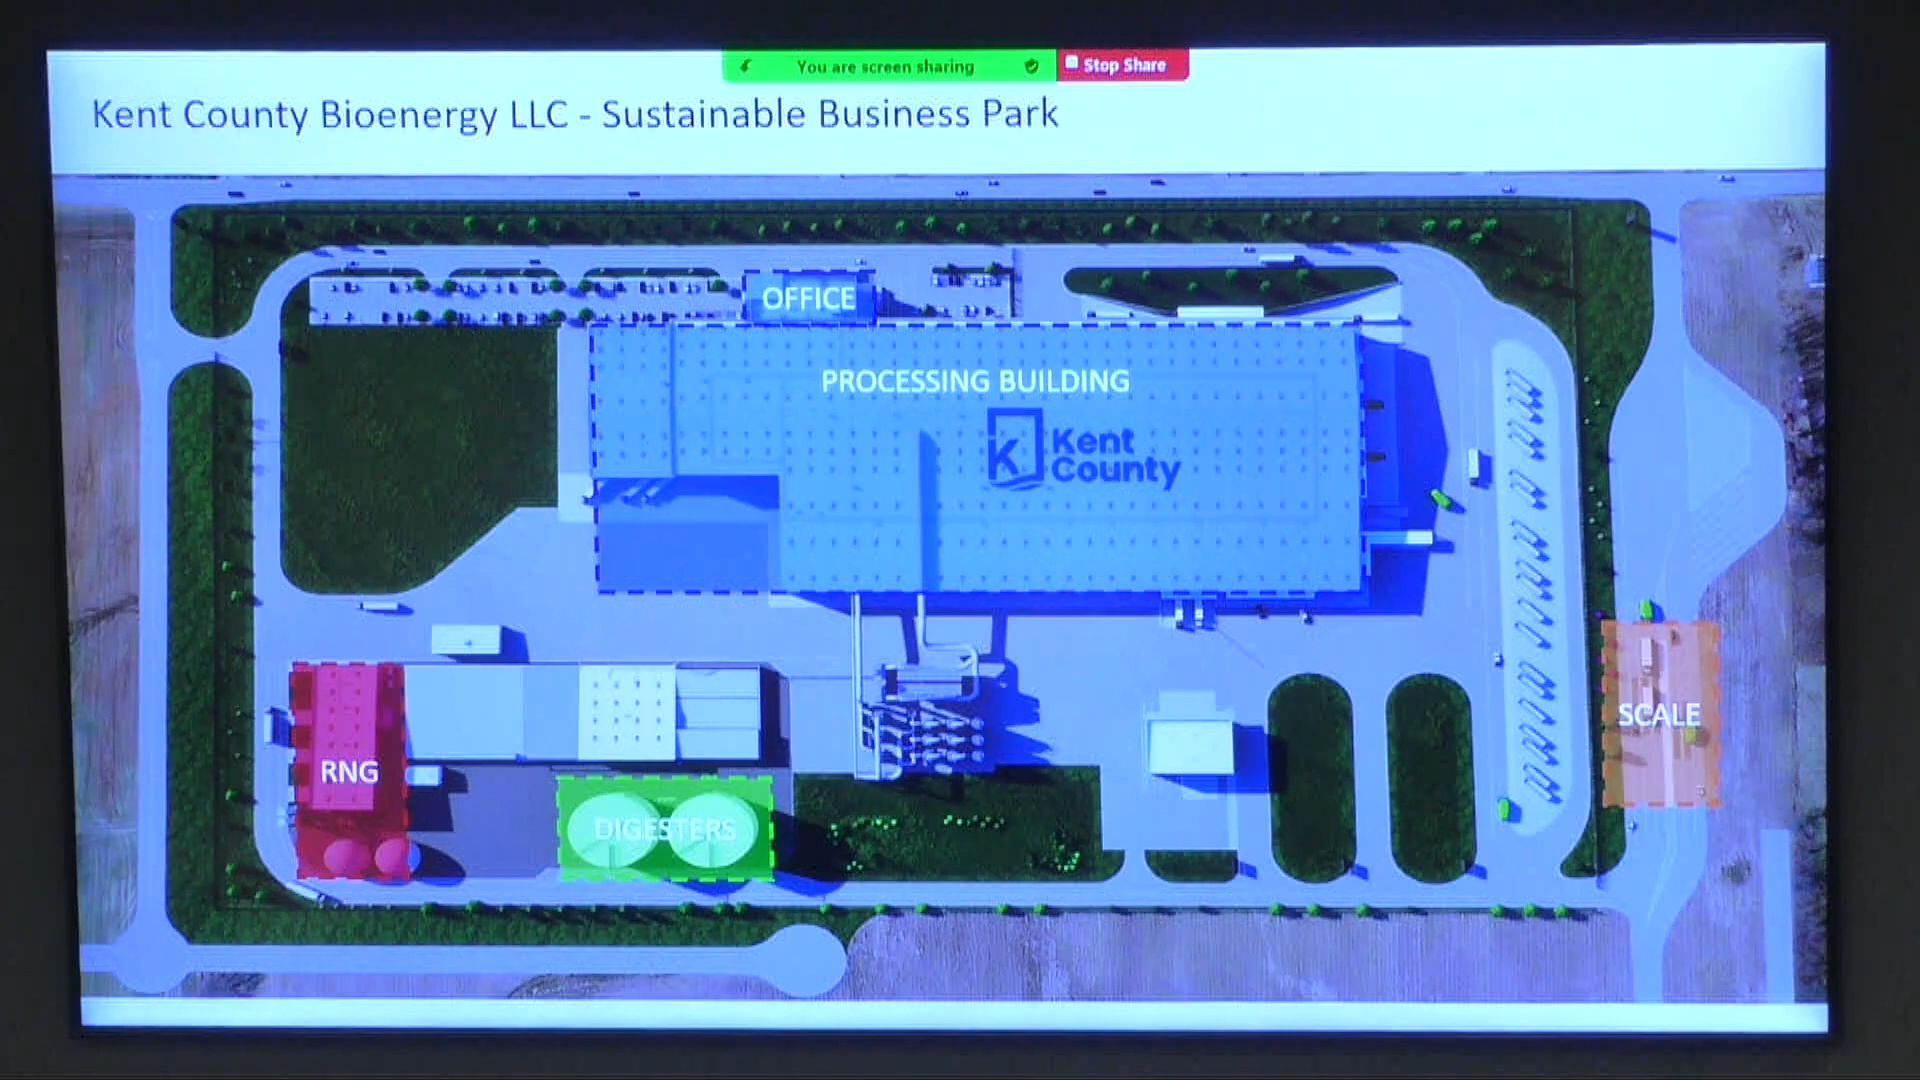 You are screen sharing
Stop Share
Kent County Bioenergy LLC - Sustainable Business Park
OFFICE
PROCESSING BUILDING
K
Kent
County
SCALE
RNG
DIGESTERS